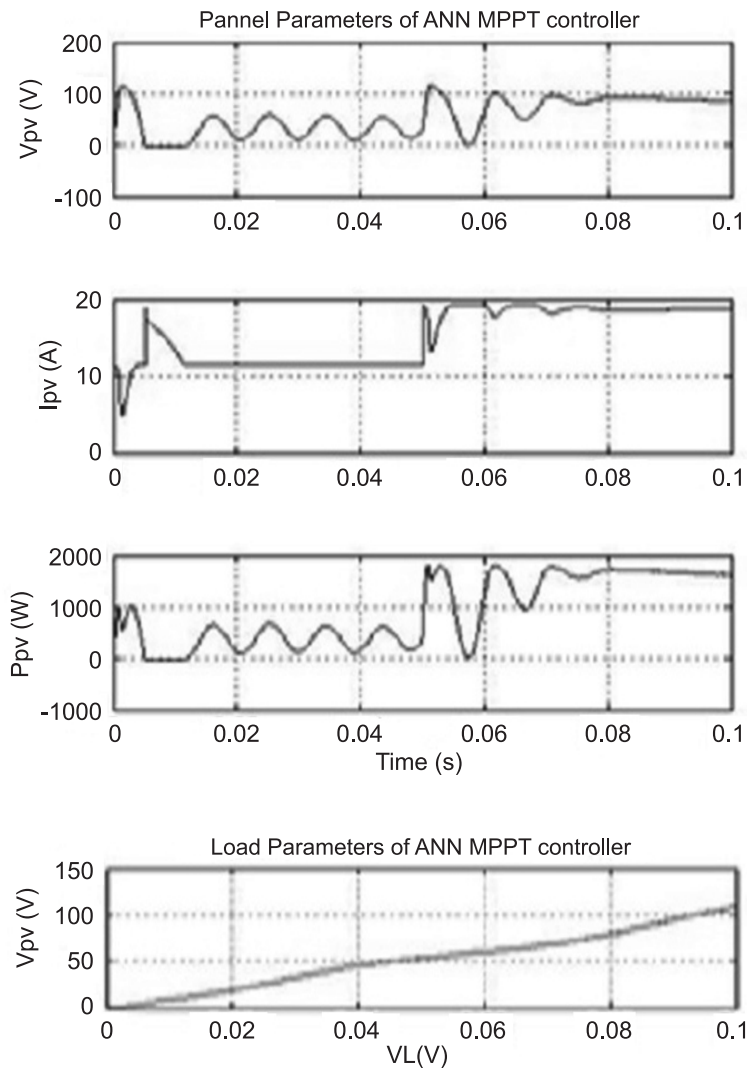 Pannel Parameters of ANN MPPT controller
200
100
0
-100
Vpv (V)
0 0.02 0.04 0.06 0.08 0.1
20
10
0
Ipv (A)
0 0.02 0.04 0.06 0.08 0.1
2000
1000
0
-1000
Ppv (W)
0 0.02 0.04 0.06 0.08 0.1
Time (s)
Load Parameters of ANN MPPT controller
150
100
50
0
Vpv (V)
0 0.02 0.04 0.06 0.08 0.1
VL(V)